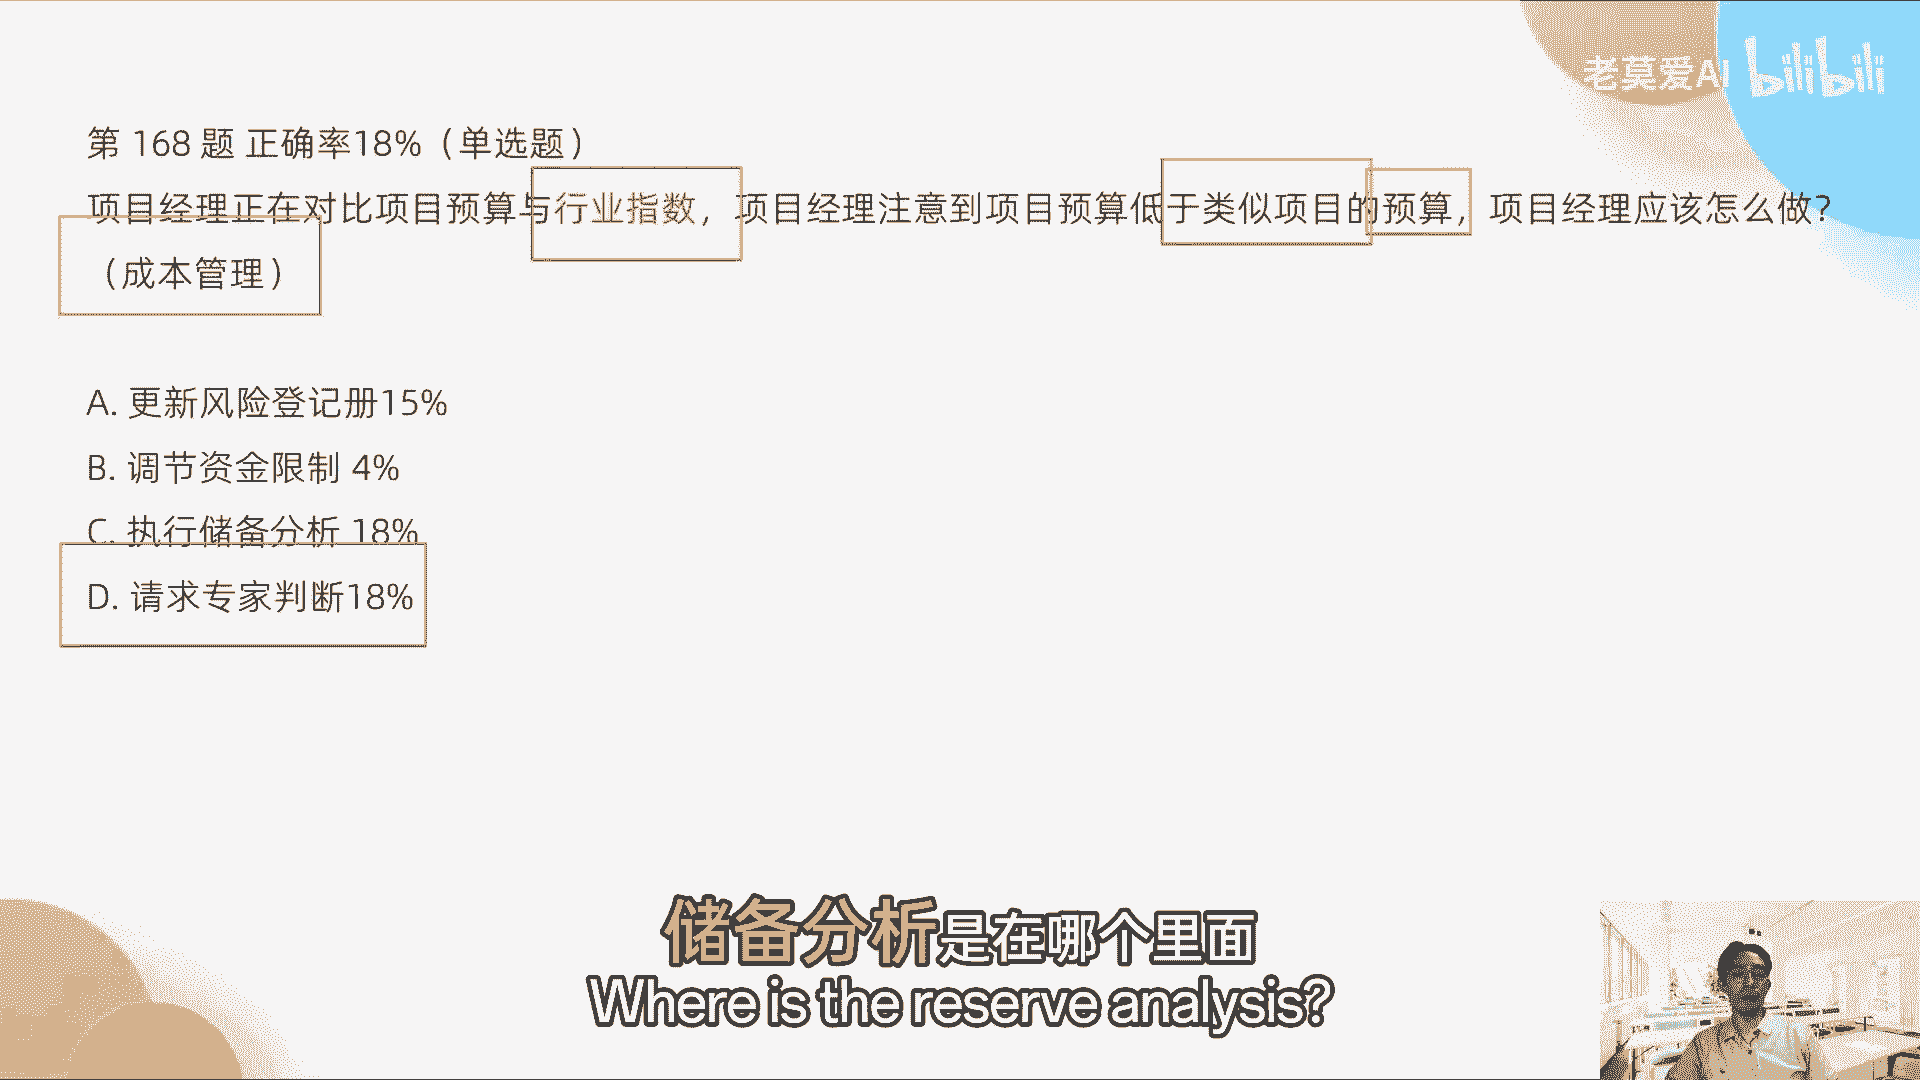 老莫爱AI bilibili
第 168 题 正确率18%（单选题）
项目经理正在对比项目预算与行业指数，项目经理注意到项目预算低于类似项目的预算，项目经理应该怎么做？
（成本管理）
A. 更新风险登记册15%
B. 调节资金限制 4%
C. 执行储备分析 18%
D. 请求专家判断18%
储备分析是在哪个里面
Where is the reserve analysis?